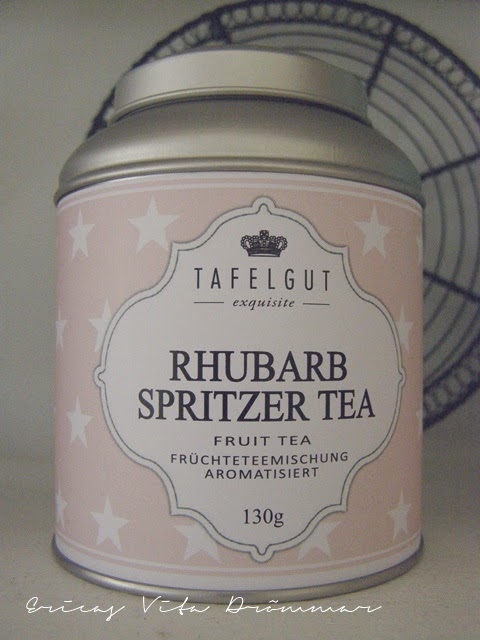 TAFELGUT
exquisite
RHUBARB
SPRITZER TEA
FRUIT TEA
FRÜCHTETEEMISCHUNG
AROMATISIERT
130g
Ericas Vita Drömmar